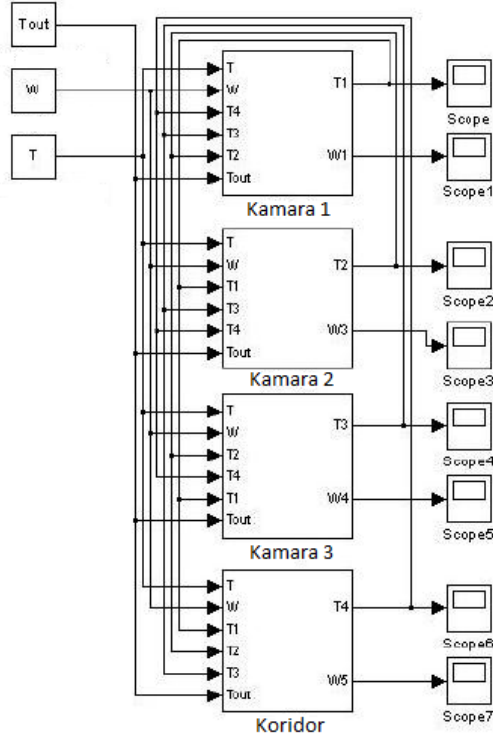 Tout
W
T
T
W
T4
T3
T2
Tout
T1
W1
Kamara 1
Scope
Scope1
T
W
T1
T3
T4
Tout
T2
W3
Kamara 2
Scope2
Scope3
T
W
T2
T4
T1
Tout
T3
W4
Kamara 3
Scope4
Scope5
T
W
T1
T2
T3
Tout
T4
W5
Koridor
Scope6
Scope7